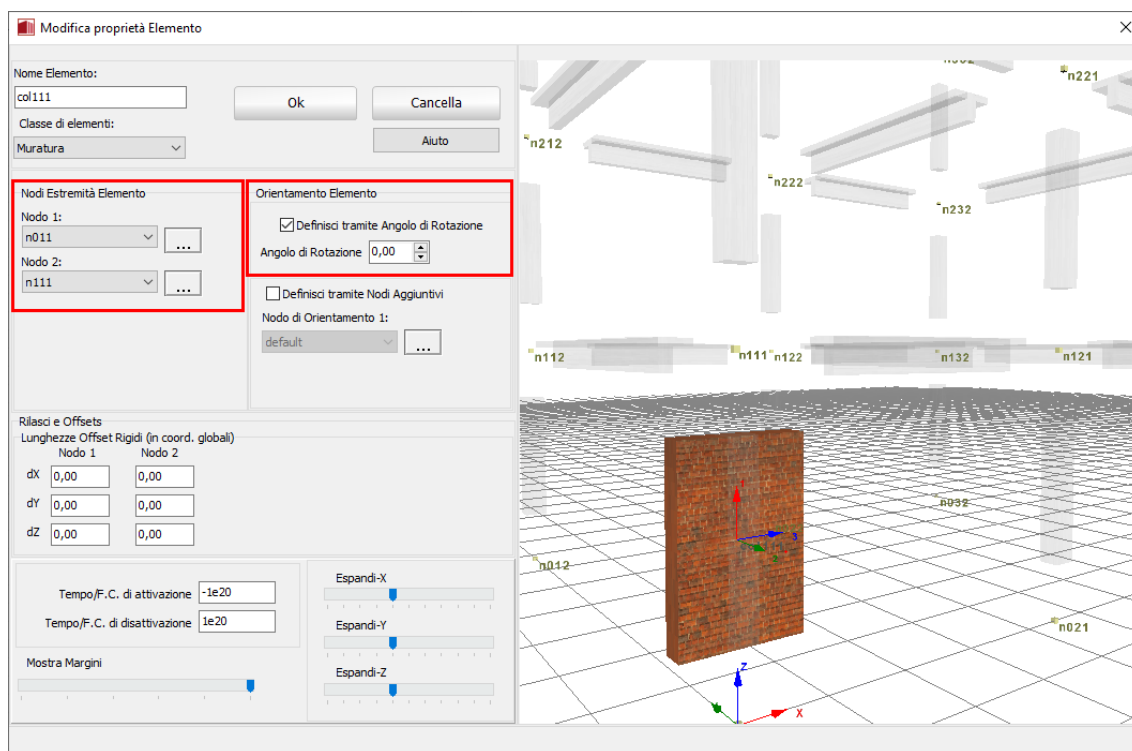 Modifica proprietà Elemento
Nome Elemento:
col111
Ok
Cancella
Classe di elementi:
Muratura
Aiuto
Nodi Estremità Elemento
Nodo 1:
n011
...
Nodo 2:
n111
...
Orientamento Elemento
Definisci tramite Angolo di Rotazione
Angolo di Rotazione 0,00
Definisci tramite Nodi Aggiuntivi
Nodo di Orientamento 1:
default
...
Rilasci e Offsets
Lunghezze Offset Rigidi (in coord. globali)
Nodo 1 Nodo 2
dX 0,00 0,00
dY 0,00 0,00
dZ 0,00 0,00
Tempo/F.C. di attivazione -1e20
Tempo/F.C. di disattivazione 1e20
Mostra Margini
Espandi-X
Espandi-Y
Espandi-Z
n221
n212
n222
n232
n112
n111
n122
n132
n121
1
3
n032
n012
n021
Z
X